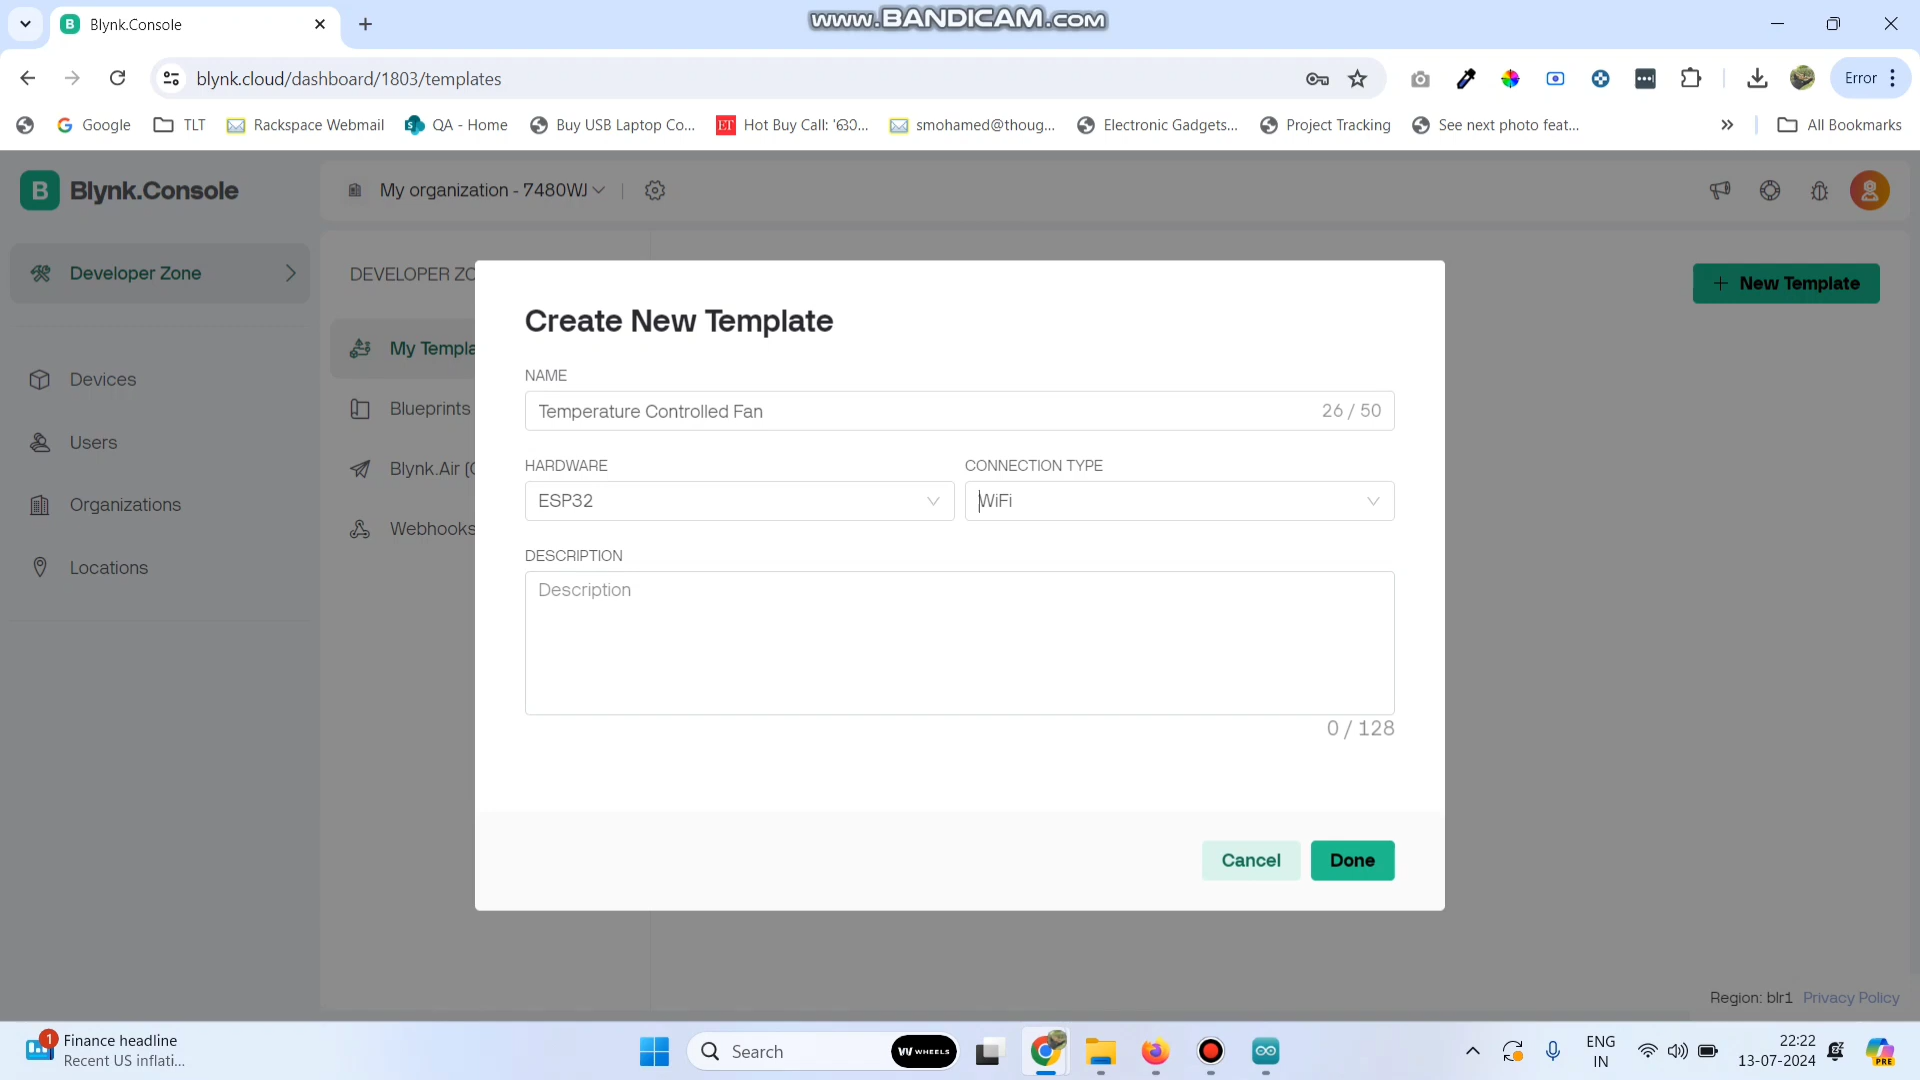 Blynk.Console
www.BANDICAM.com
blynk.cloud/dashboard/1803/templates
Error
Google
TLT
Rackspace Webmail
QA - Home
Buy USB Laptop Co...
smohamed@thoug...
Electronic Gadgets...
Project Tracking
See next photo feat...
All Bookmarks
B Blynk.Console
My organization - 7480WJ
Developer Zone
DEVELOPER ZO
New Template
Create New Template
My Templa
NAME
Devices
Temperature Controlled Fan
26 / 50
Blueprints
Users
HARDWARE
CONNECTION TYPE
Blynk.Air (
Organizations
ESP32
WiFi
Webhooks
DESCRIPTION
Locations
Description
0 / 128
Cancel
Done
Region: blr1 Privacy Policy
1
Finance headline
Recent US inflati...
Search
WHEELS
ENG
IN
22:22
13-07-2024
PRE